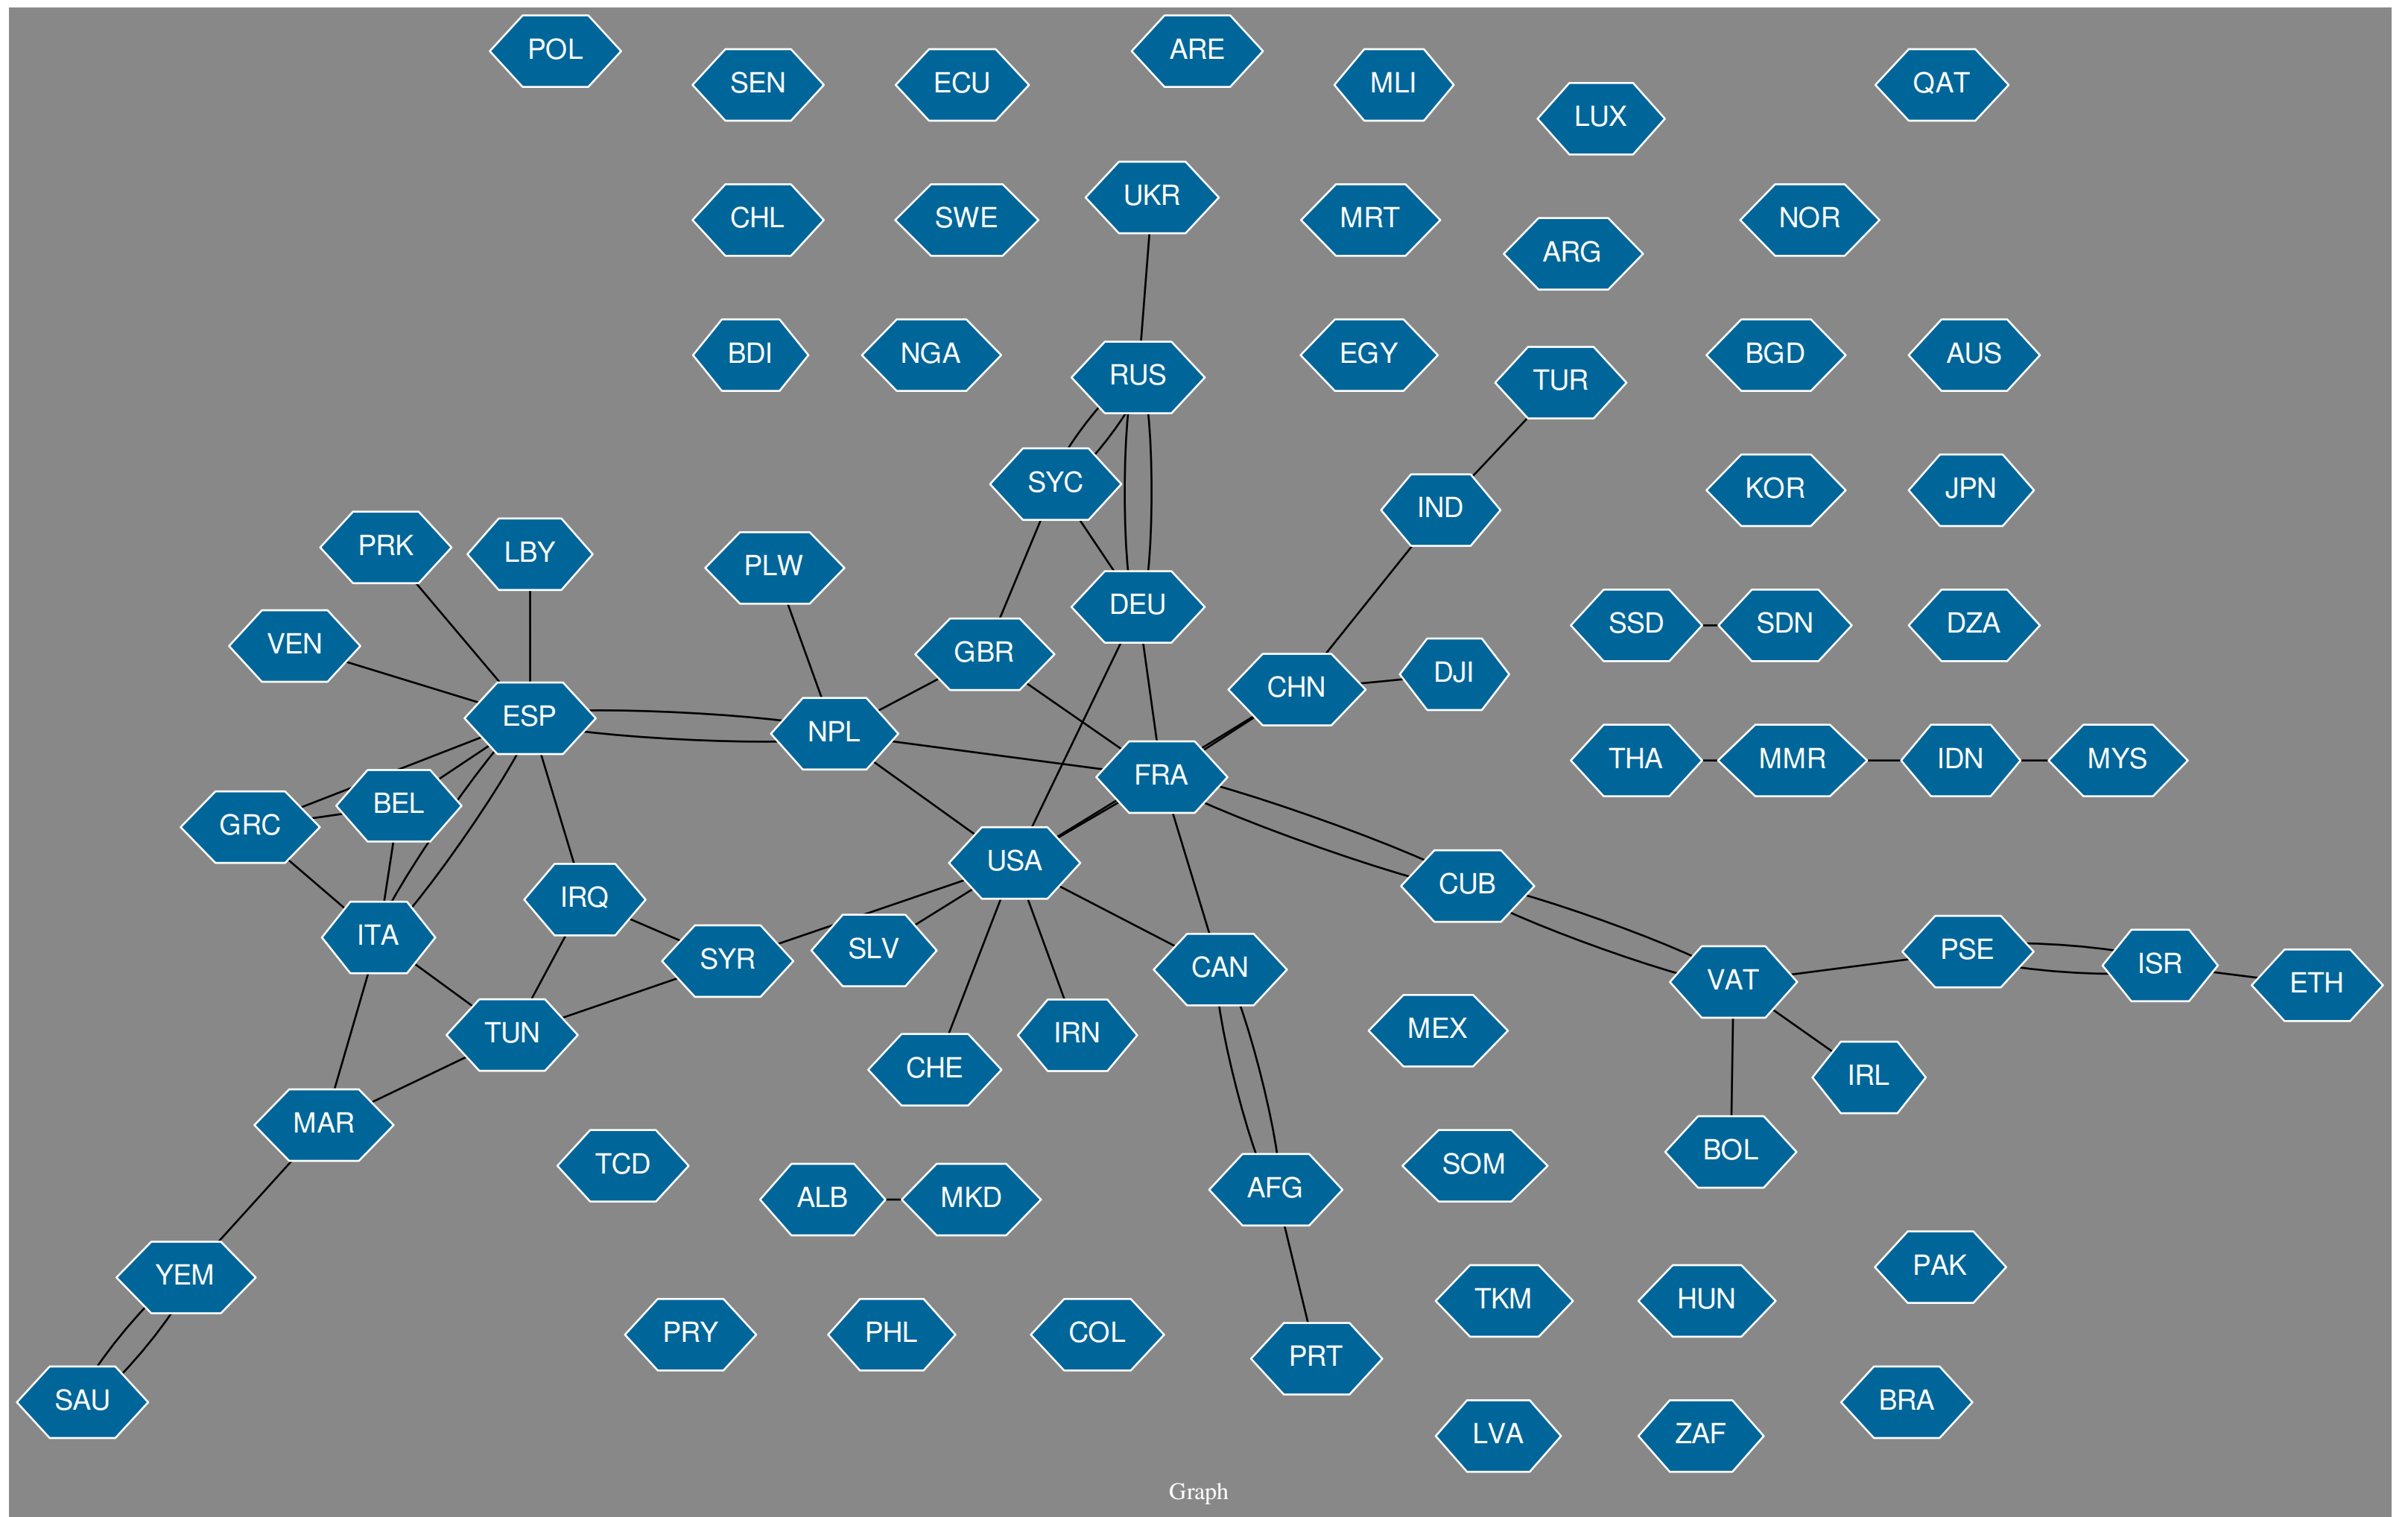 POL
ARE
SEN
ECU
MLI
QAT
LUX
UKR
CHL
SWE
MRT
NOR
ARG
BDI
NGA
EGY
BGD
AUS
RUS
TUR
SYC
KOR
JPN
IND
PRK
LBY
PLW
DEU
SSD
SDN
DZA
VEN
GBR
DJI
CHN
ESP
NPL
THA
MMR
IDN
MYS
FRA
BEL
GRC
USA
CUB
IRQ
ITA
SLV
PSE
SYR
CAN
ISR
VAT
ETH
TUN
IRN
MEX
CHE
IRL
MAR
BOL
TCD
SOM
AFG
ALB
MKD
PAK
YEM
TKM
HUN
PRY
PHL
COL
PRT
SAU
BRA
LVA
ZAF
Graph